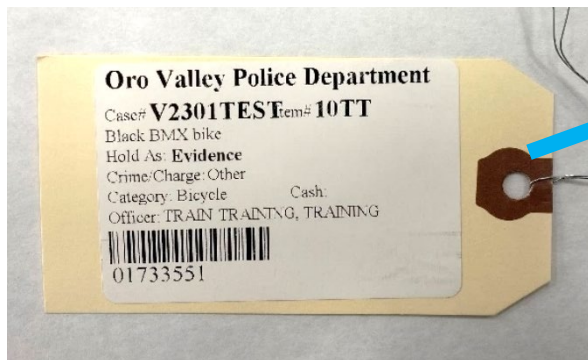 Oro Valley Police Department
Case# V2301TEST Item# 10TT
Black BMX bike
Hold As: Evidence
Crime/Charge: Other
Category: Bicycle Cash:
Officer: TRAIN TRAINING, TRAINING
01733551